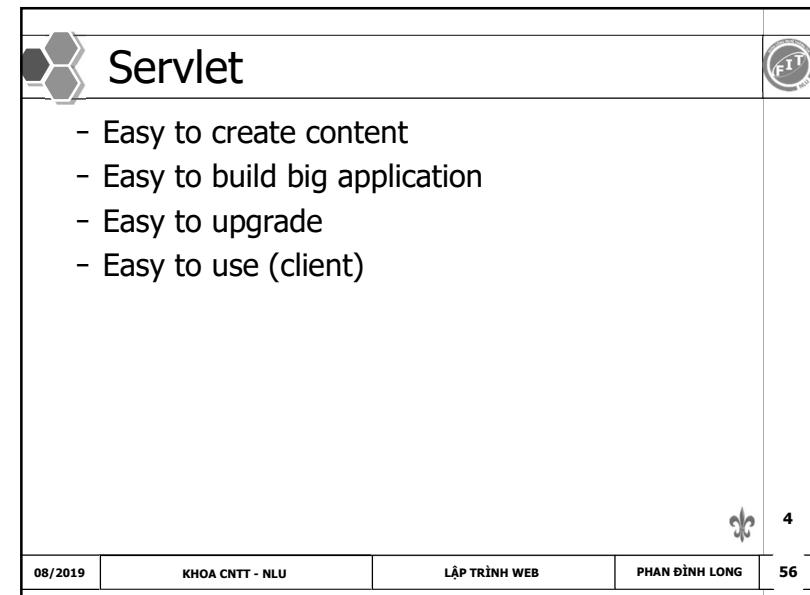 Servlet
FIT
- Easy to create content
- Easy to build big application
- Easy to upgrade
- Easy to use (client)
4
08/2019 KHOA CNTT - NLU LẬP TRÌNH WEB PHAN ĐÌNH LONG 56